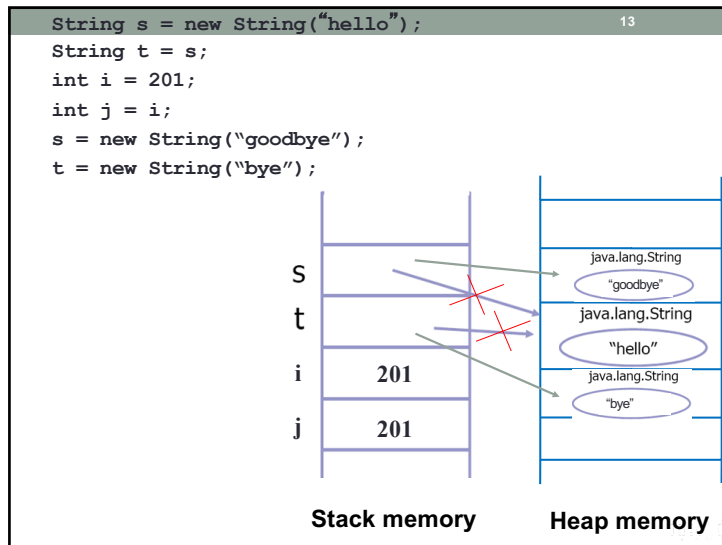 String s = new String(“hello”);
13
String t = s;
int i = 201;
int j = i;
s = new String(“goodbye”);
t = new String(“bye”);
s
t
i 201
j 201
java.lang.String
“goodbye”
java.lang.String
“hello”
java.lang.String
“bye”
Stack memory
Heap memory